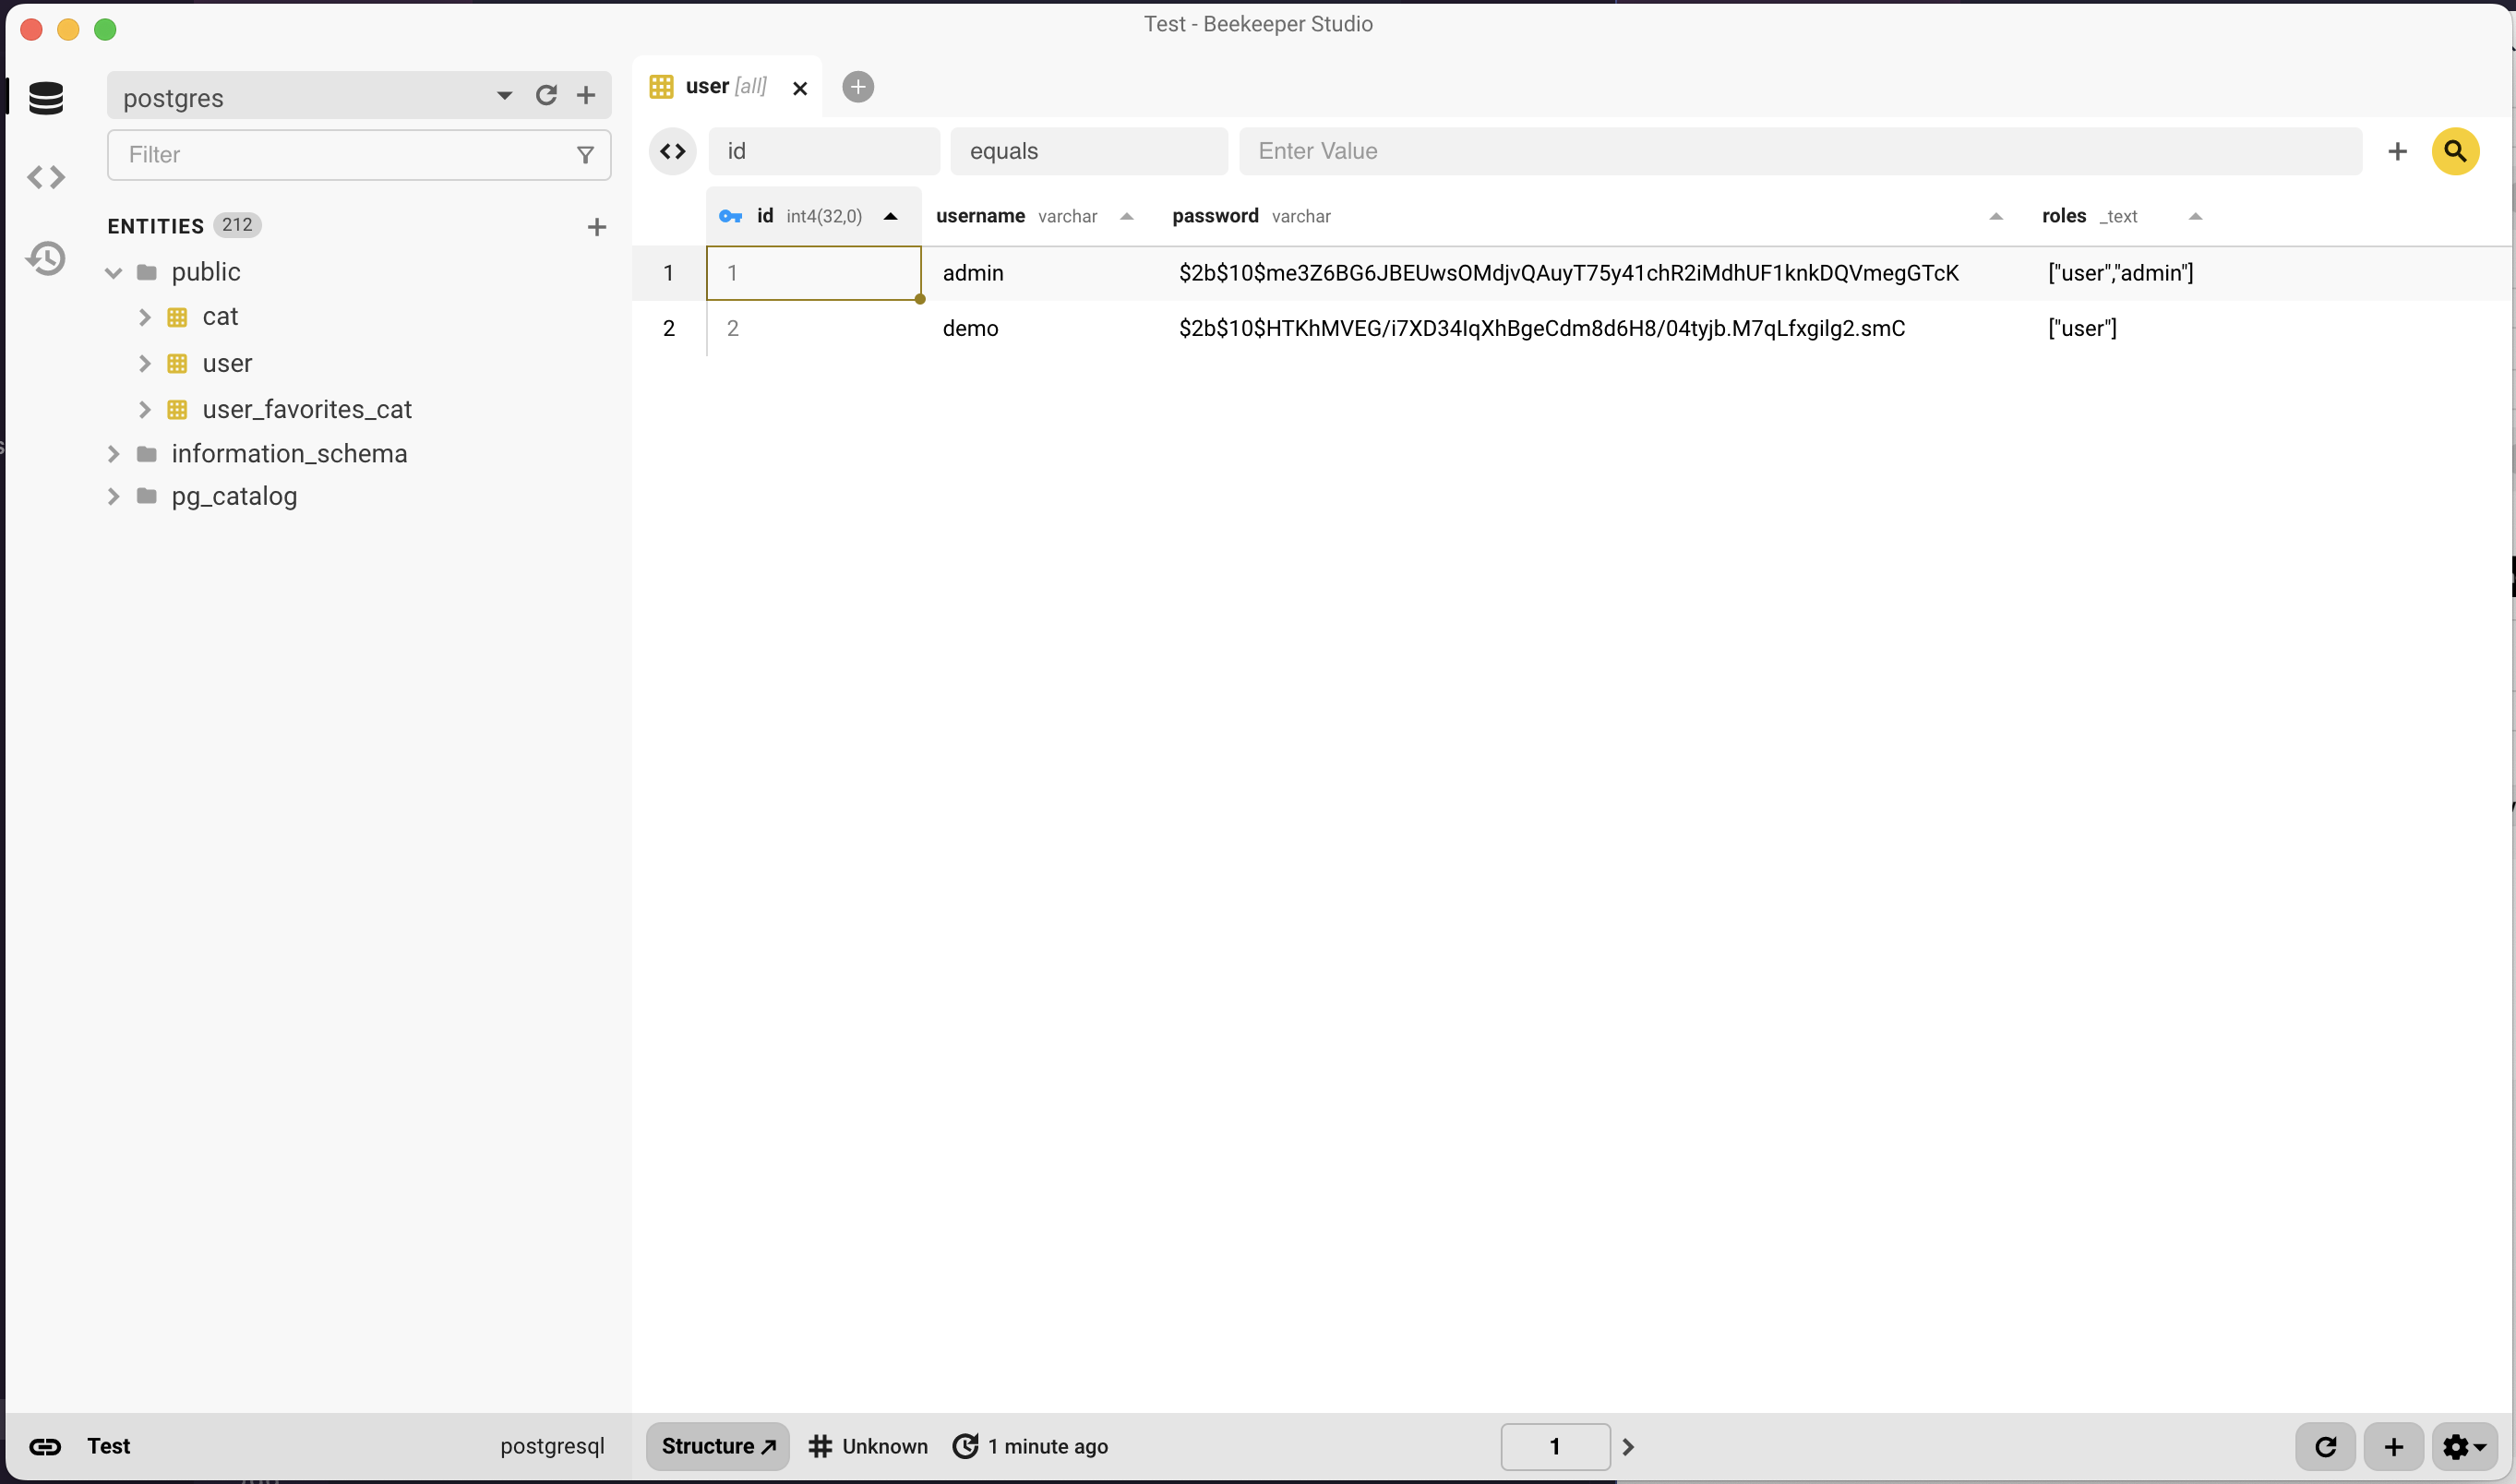 Test - Beekeeper Studio
postgres
Filter
ENTITIES 212
public
cat
user
user_favorites_cat
information_schema
pg_catalog
user [all]
id equals Enter Value
id int4(32,0) username varchar password varchar roles _text
1 1 admin $2b$10$me3Z6BG6JBEUwsOMdjvQAuyT75y41chR2iMdhUF1knkDQVmegGTcK ["user","admin"]
2 2 demo $2b$10$HTKhMVEG/i7XD34IqXhBgeCdm8d6H8/04tyjb.M7qLfxgilg2.smC ["user"]
Test postgresql Structure Unknown 1 minute ago 1